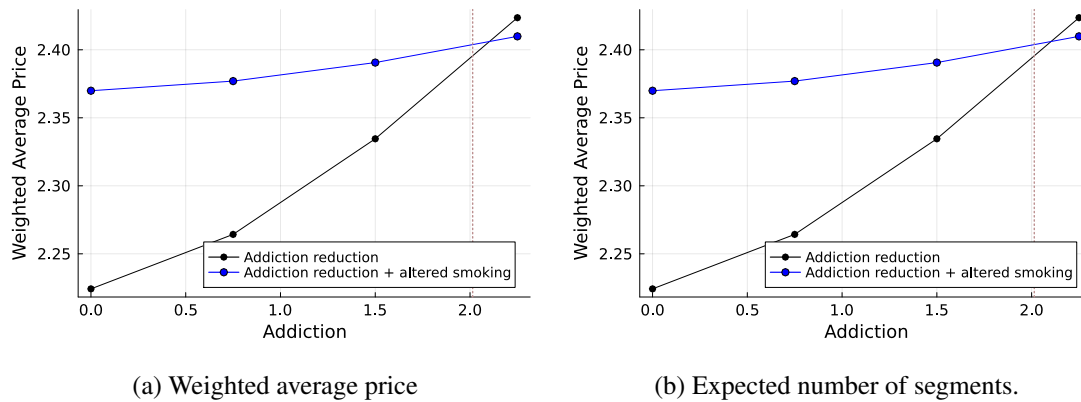 Weighted Average Price
2.40
2.35
2.30
2.25
Addiction reduction
Addiction reduction + altered smoking
0.0 0.5 1.0 1.5 2.0
Addiction
(a) Weighted average price
Weighted Average Price
2.40
2.35
2.30
2.25
Addiction reduction
Addiction reduction + altered smoking
0.0 0.5 1.0 1.5 2.0
Addiction
(b) Expected number of segments.